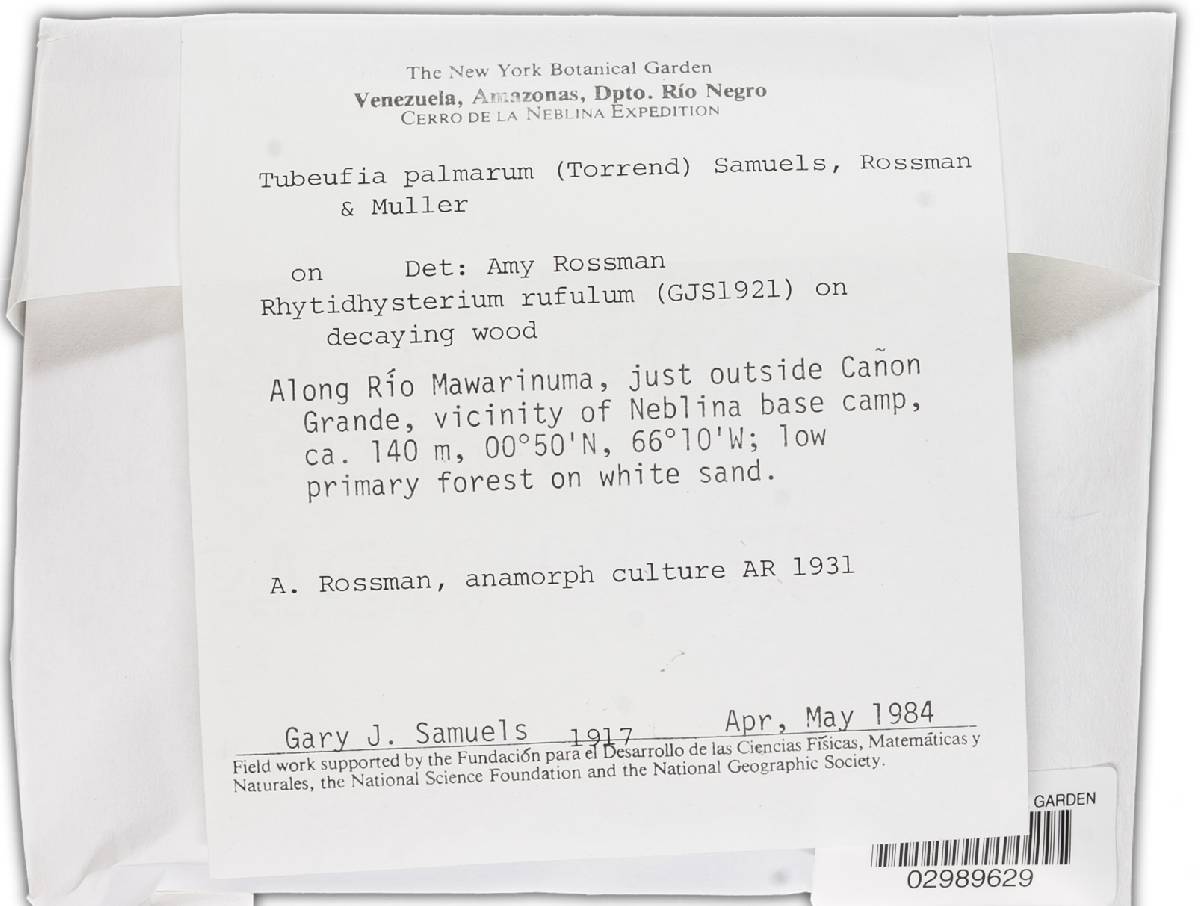 The New York Botanical Garden
Venezuela, Amazonas, Dpto. Río Negro
CERRO DE LA NEBLINA EXPEDITION
Tubeufia palmarum (Torrend) Samuels, Rossman
& Muller
on Det: Amy Rossman
Rhytidhysterium rufulum (GJS1921) on
decaying wood
Along Río Mawarinuma, just outside Cañon
Grande, vicinity of Neblina base camp,
ca. 140 m, 00°50'N, 66°10'W; low
primary forest on white sand.
A. Rossman, anamorph culture AR 1931
Gary J. Samuels 1917 Apr, May 1984
Field work supported by the Fundación para el Desarrollo de las Ciencias Físicas, Matemáticas y
Naturales, the National Science Foundation and the National Geographic Society.
GARDEN
02989629